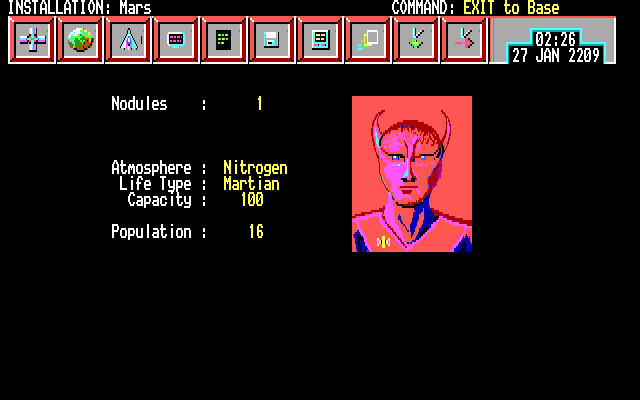 INSTALLATION: Mars COMMAND: EXIT to Base
02:26
27 JAN 2209
Nodules : 1
Atmosphere : Nitrogen
Life Type : Martian
Capacity : 100
Population : 16